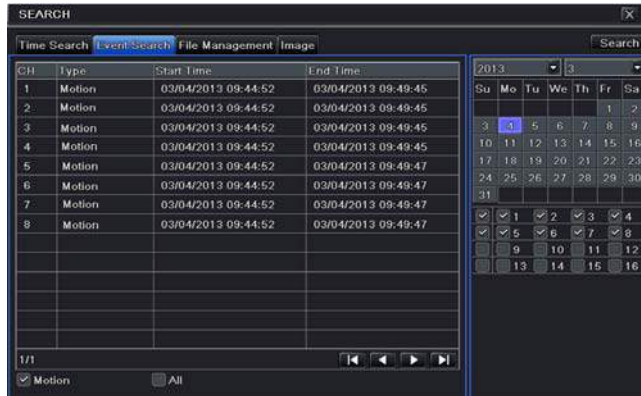 SEARCH
Time Search Event Search File Management Image Search
CH Type Start Time End Time
1 Motion 03/04/2013 09:44:52 03/04/2013 09:49:45
2 Motion 03/04/2013 09:44:52 03/04/2013 09:49:45
3 Motion 03/04/2013 09:44:52 03/04/2013 09:49:45
4 Motion 03/04/2013 09:44:52 03/04/2013 09:49:45
5 Motion 03/04/2013 09:44:52 03/04/2013 09:49:47
6 Motion 03/04/2013 09:44:52 03/04/2013 09:49:47
7 Motion 03/04/2013 09:44:52 03/04/2013 09:49:47
8 Motion 03/04/2013 09:44:52 03/04/2013 09:49:47
1/1
Motion All
2013 3
Su Mo Tu We Th Fr Sa
1 2
3 4 5 6 7 8 9
10 11 12 13 14 15 16
17 18 19 20 21 22 23
24 25 26 27 28 29 30
31
1 2 3 4
5 6 7 8
9 10 11 12
13 14 15 16